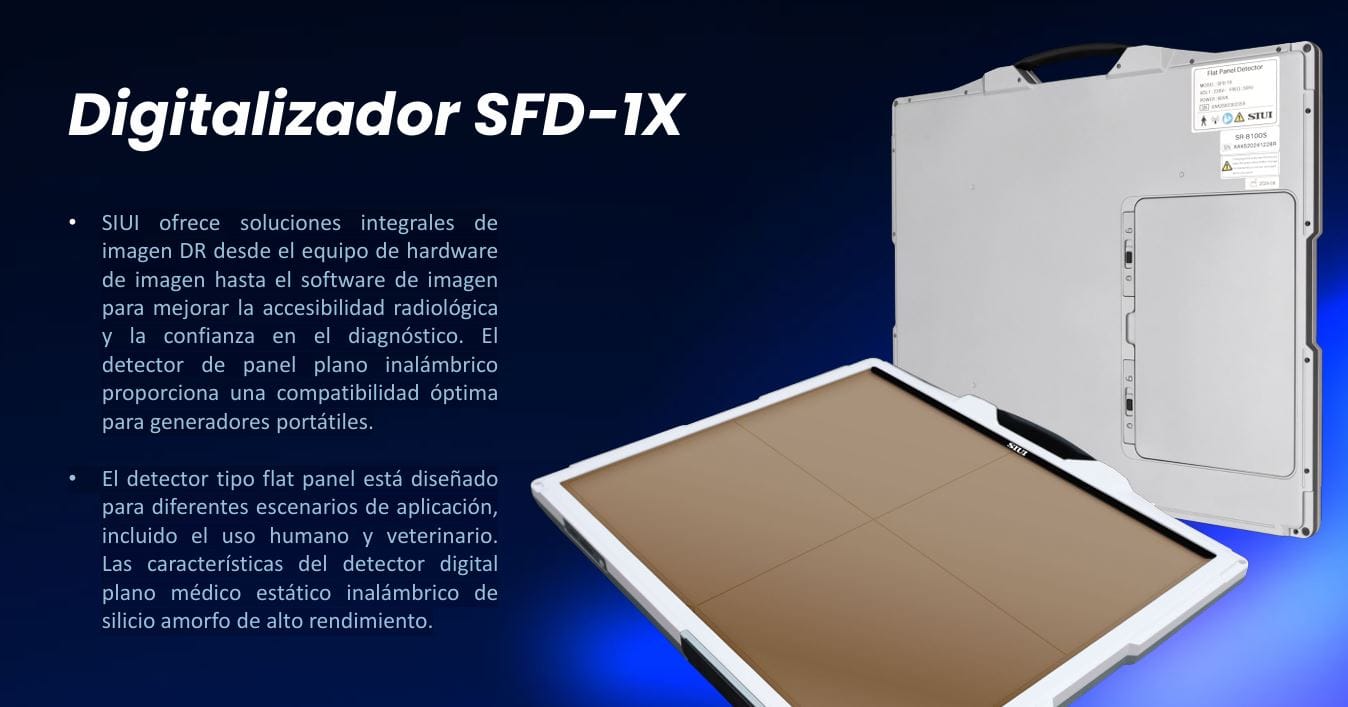 Digitalizador SFD-1X
• SIUI ofrece soluciones integrales de
imagen DR desde el equipo de hardware
de imagen hasta el software de imagen
para mejorar la accesibilidad radiológica
y la confianza en el diagnóstico. El
detector de panel plano inalámbrico
proporciona una compatibilidad óptima
para generadores portátiles.
• El detector tipo flat panel está diseñado
para diferentes escenarios de aplicación,
incluido el uso humano y veterinario.
Las características del detector digital
plano médico estático inalámbrico de
silicio amorfo de alto rendimiento.
Flat Panel Detector
SIUI
SR-B100S
SIUI